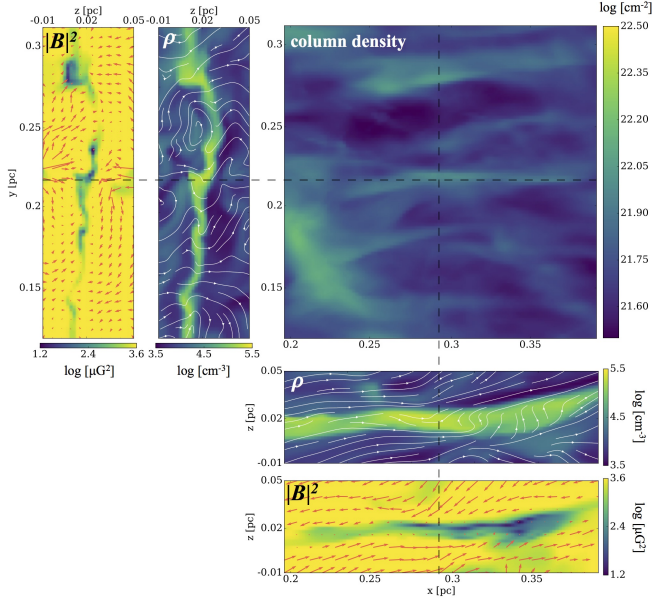 z [pc]
-0.01 0.02 0.05
z [pc]
-0.01 0.02 0.05
log [cm⁻²]
|B|²
ρ
column density
0.3
0.25
0.2
0.15
y [pc]
0.3
0.25
0.2
0.15
22.50
22.35
22.20
22.05
21.90
21.75
21.60
1.2 2.4 3.6
log [μG²]
3.5 4.5 5.5
log [cm⁻³]
0.2 0.25 0.3 0.35
ρ
0.05
0.02
-0.01
z [pc]
5.5
4.5
3.5
log [cm⁻³]
|B|²
0.05
0.02
-0.01
z [pc]
3.6
2.4
1.2
log [μG²]
0.2 0.25 0.3 0.35
x [pc]